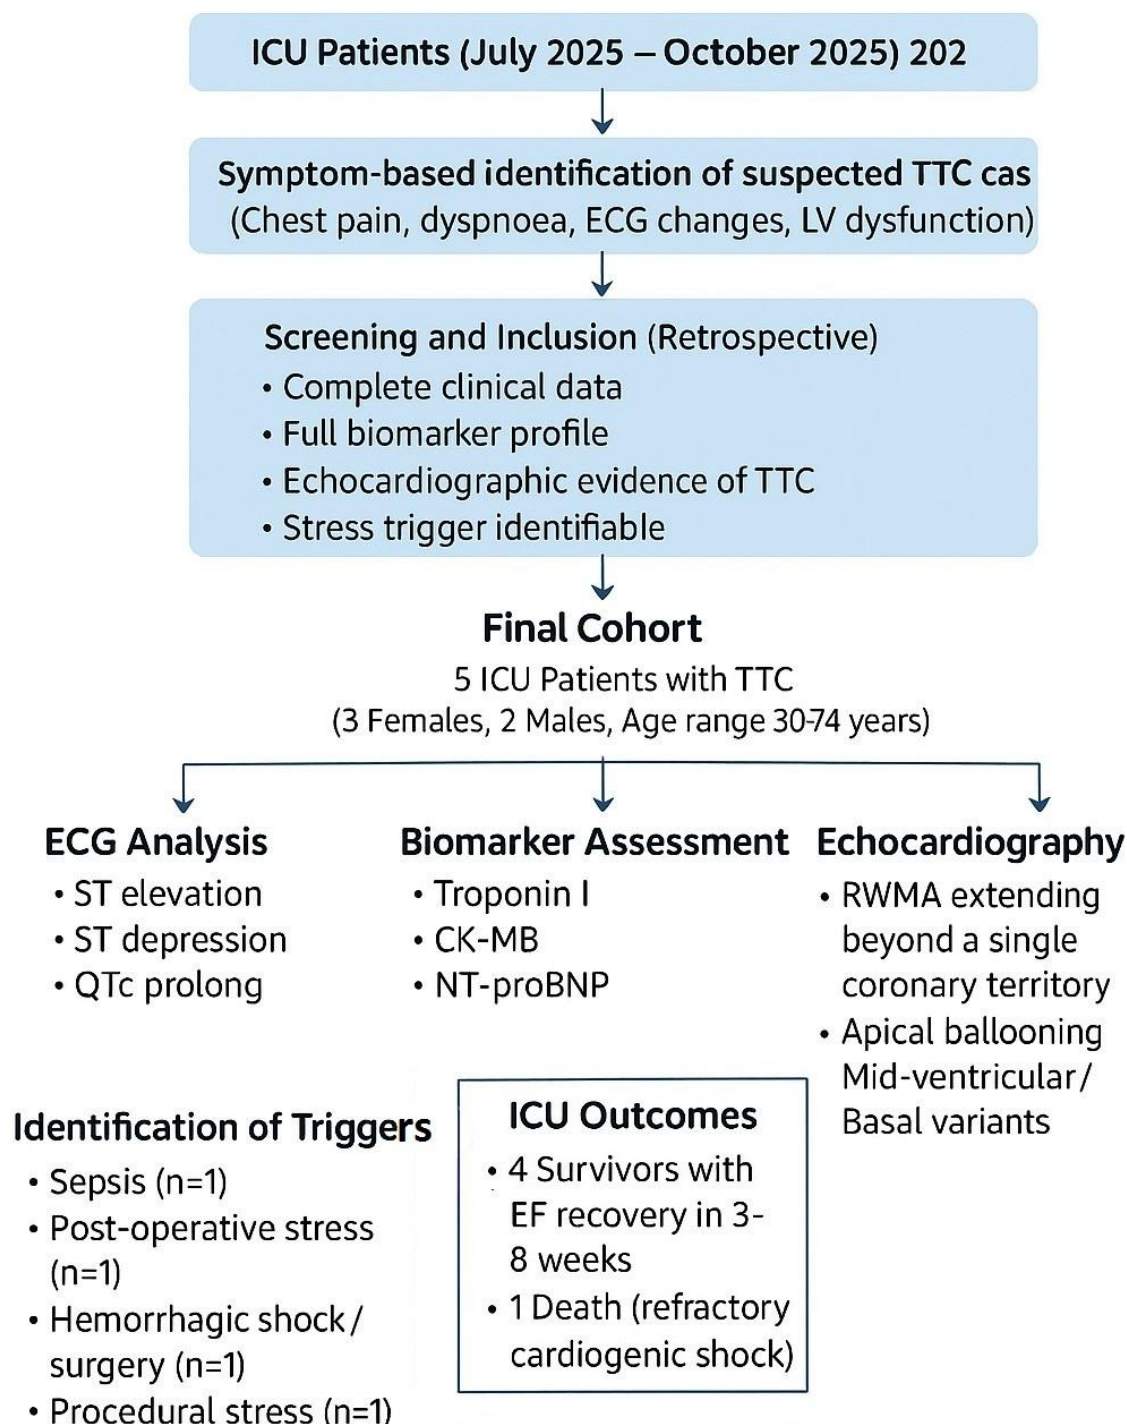 ICU Patients (July 2025 – October 2025) 202
Symptom-based identification of suspected TTC cas
(Chest pain, dyspnoea, ECG changes, LV dysfunction)
Screening and Inclusion (Retrospective)
• Complete clinical data
• Full biomarker profile
• Echocardiographic evidence of TTC
• Stress trigger identifiable
Final Cohort
5 ICU Patients with TTC
(3 Females, 2 Males, Age range 30-74 years)
ECG Analysis
• ST elevation
• ST depression
• QTc prolong
Biomarker Assessment
• Troponin I
• CK-MB
• NT-proBNP
Echocardiography
• RWMA extending
beyond a single
coronary territory
• Apical ballooning
Mid-ventricular/
Basal variants
Identification of Triggers
• Sepsis (n=1)
• Post-operative stress
(n=1)
• Hemorrhagic shock/
surgery (n=1)
• Procedural stress (n=1)
ICU Outcomes
• 4 Survivors with
EF recovery in 3-
8 weeks
• 1 Death (refractory
cardiogenic shock)